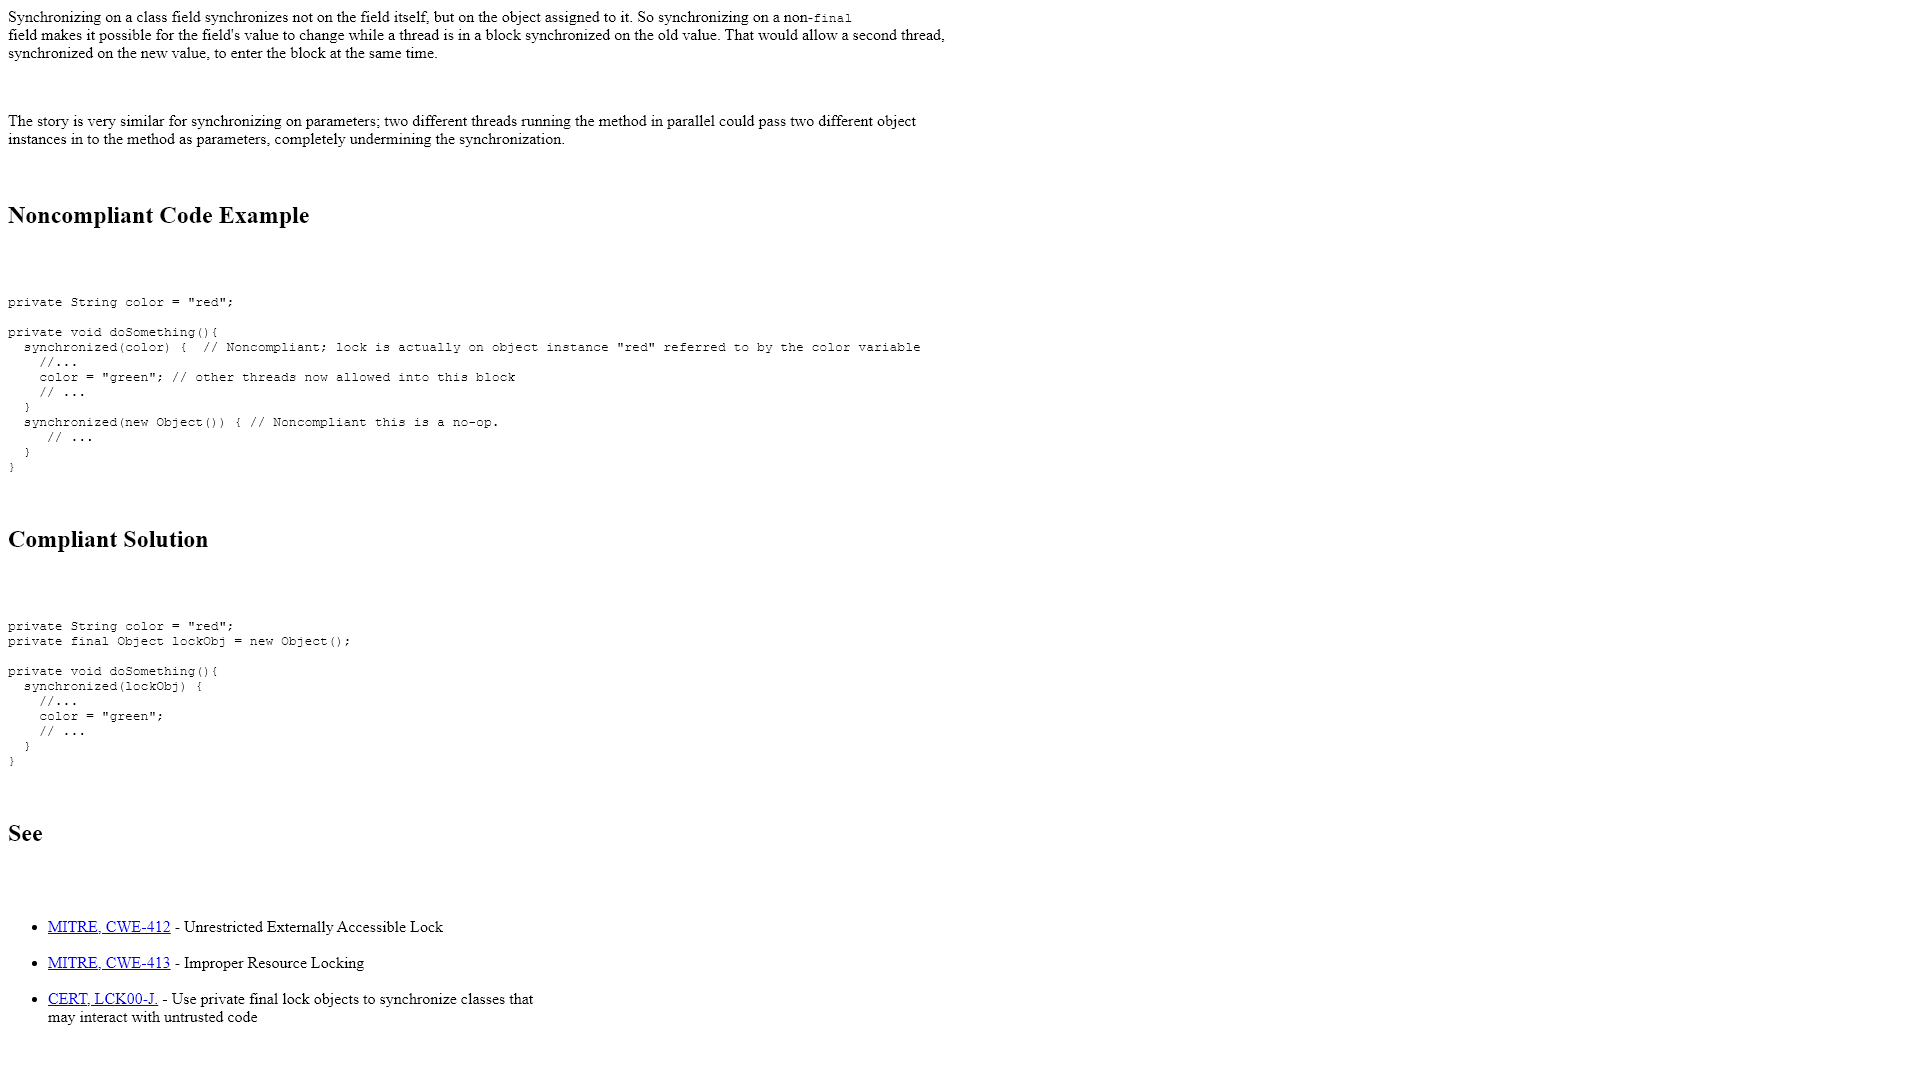 Synchronizing on a class field synchronizes not on the field itself, but on the object assigned to it. So synchronizing on a non-final
field makes it possible for the field's value to change while a thread is in a block synchronized on the old value. That would allow a second thread,
synchronized on the new value, to enter the block at the same time.
The story is very similar for synchronizing on parameters; two different threads running the method in parallel could pass two different object
instances in to the method as parameters, completely undermining the synchronization.
Noncompliant Code Example
private String color = "red";
private void doSomething(){
  synchronized(color) {  // Noncompliant; lock is actually on object instance "red" referred to by the color variable
    //...
    color = "green"; // other threads now allowed into this block
    // ...
  }
  synchronized(new Object()) { // Noncompliant this is a no-op.
     // ...
  }
}
Compliant Solution
private String color = "red";
private final Object lockObj = new Object();
private void doSomething(){
  synchronized(lockObj) {
    //...
    color = "green";
    // ...
  }
}
See
• MITRE, CWE-412 - Unrestricted Externally Accessible Lock
• MITRE, CWE-413 - Improper Resource Locking
• CERT, LCK00-J. - Use private final lock objects to synchronize classes that
may interact with untrusted code